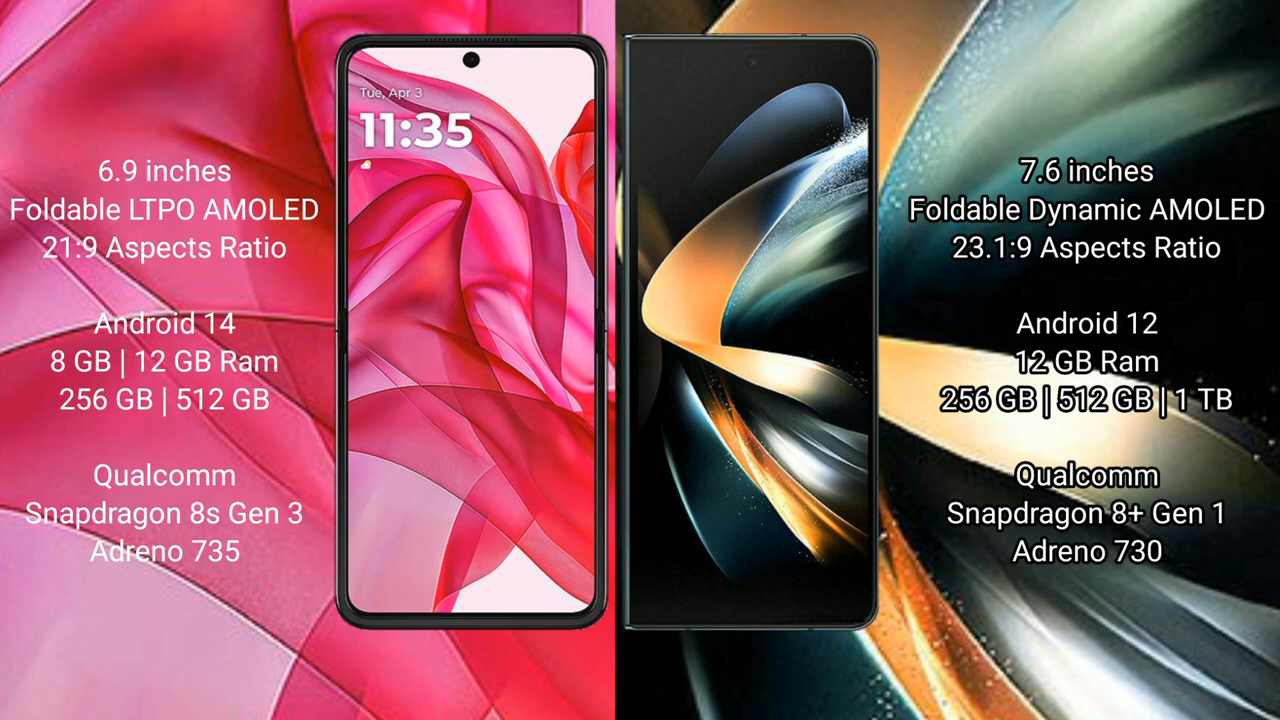 6.9 inches
Foldable LTPO AMOLED
21:9 Aspects Ratio
Android 14
8 GB | 12 GB Ram
256 GB | 512 GB
Qualcomm
Snapdragon 8s Gen 3
Adreno 735
Tue, Apr 3
11:35
7.6 inches
Foldable Dynamic AMOLED
23.1:9 Aspects Ratio
Android 12
12 GB Ram
256 GB | 512 GB | 1 TB
Qualcomm
Snapdragon 8+ Gen 1
Adreno 730